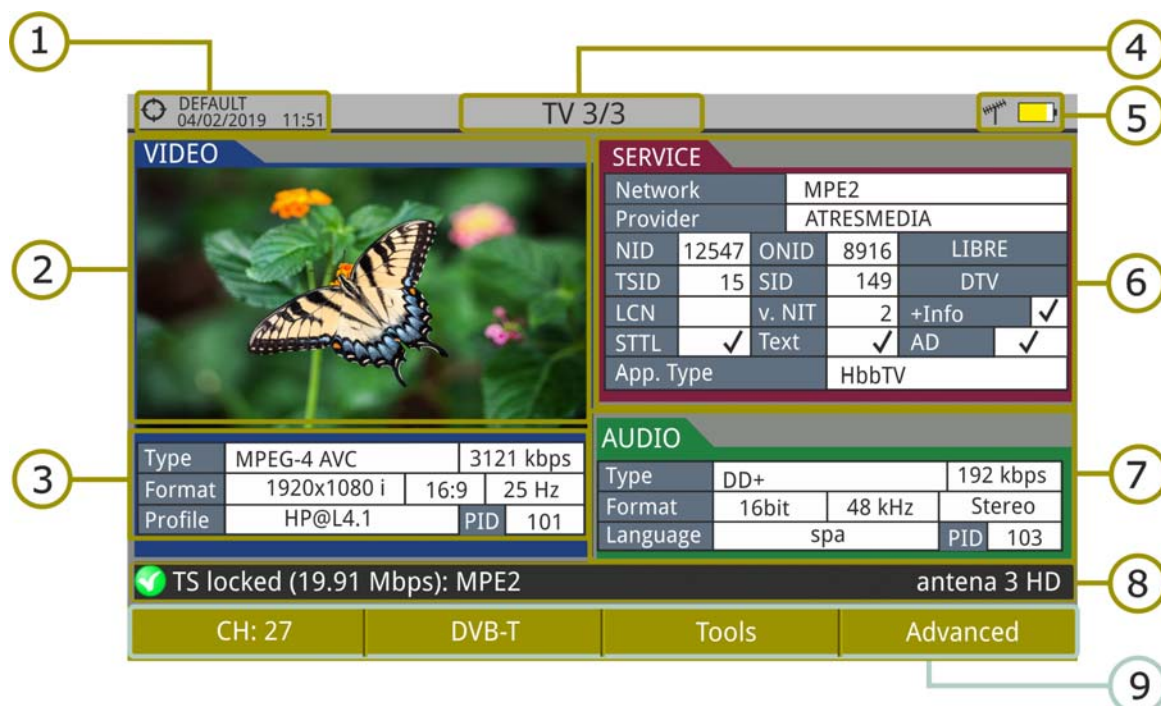 1
4
DEFAULT
04/02/2019 11:51
TV 3/3
5
VIDEO
2
SERVICE
Network MPE2
Provider ATRESMEDIA
NID 12547 ONID 8916 LIBRE
TSID 15 SID 149 DTV
LCN v. NIT 2 +Info ✓
STTL ✓ Text ✓ AD ✓
App. Type HbbTV
6
3
Type MPEG-4 AVC 3121 kbps
Format 1920x1080 i 16:9 25 Hz
Profile HP@L4.1 PID 101
AUDIO
Type DD+ 192 kbps
Format 16bit 48 kHz Stereo
Language spa PID 103
7
TS locked (19.91 Mbps): MPE2 antena 3 HD
8
CH: 27 DVB-T Tools Advanced
9